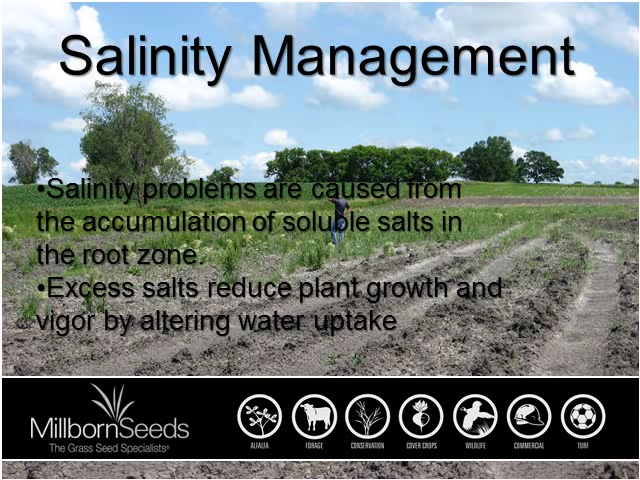 Salinity Management
•Salinity problems are caused from
the accumulation of soluble salts in
the root zone.
•Excess salts reduce plant growth and
vigor by altering water uptake
MillbornSeeds
The Grass Seed Specialists®
ALFALFA FORAGE CONSERVATION COVER CROPS WILDLIFE COMMERCIAL TURF